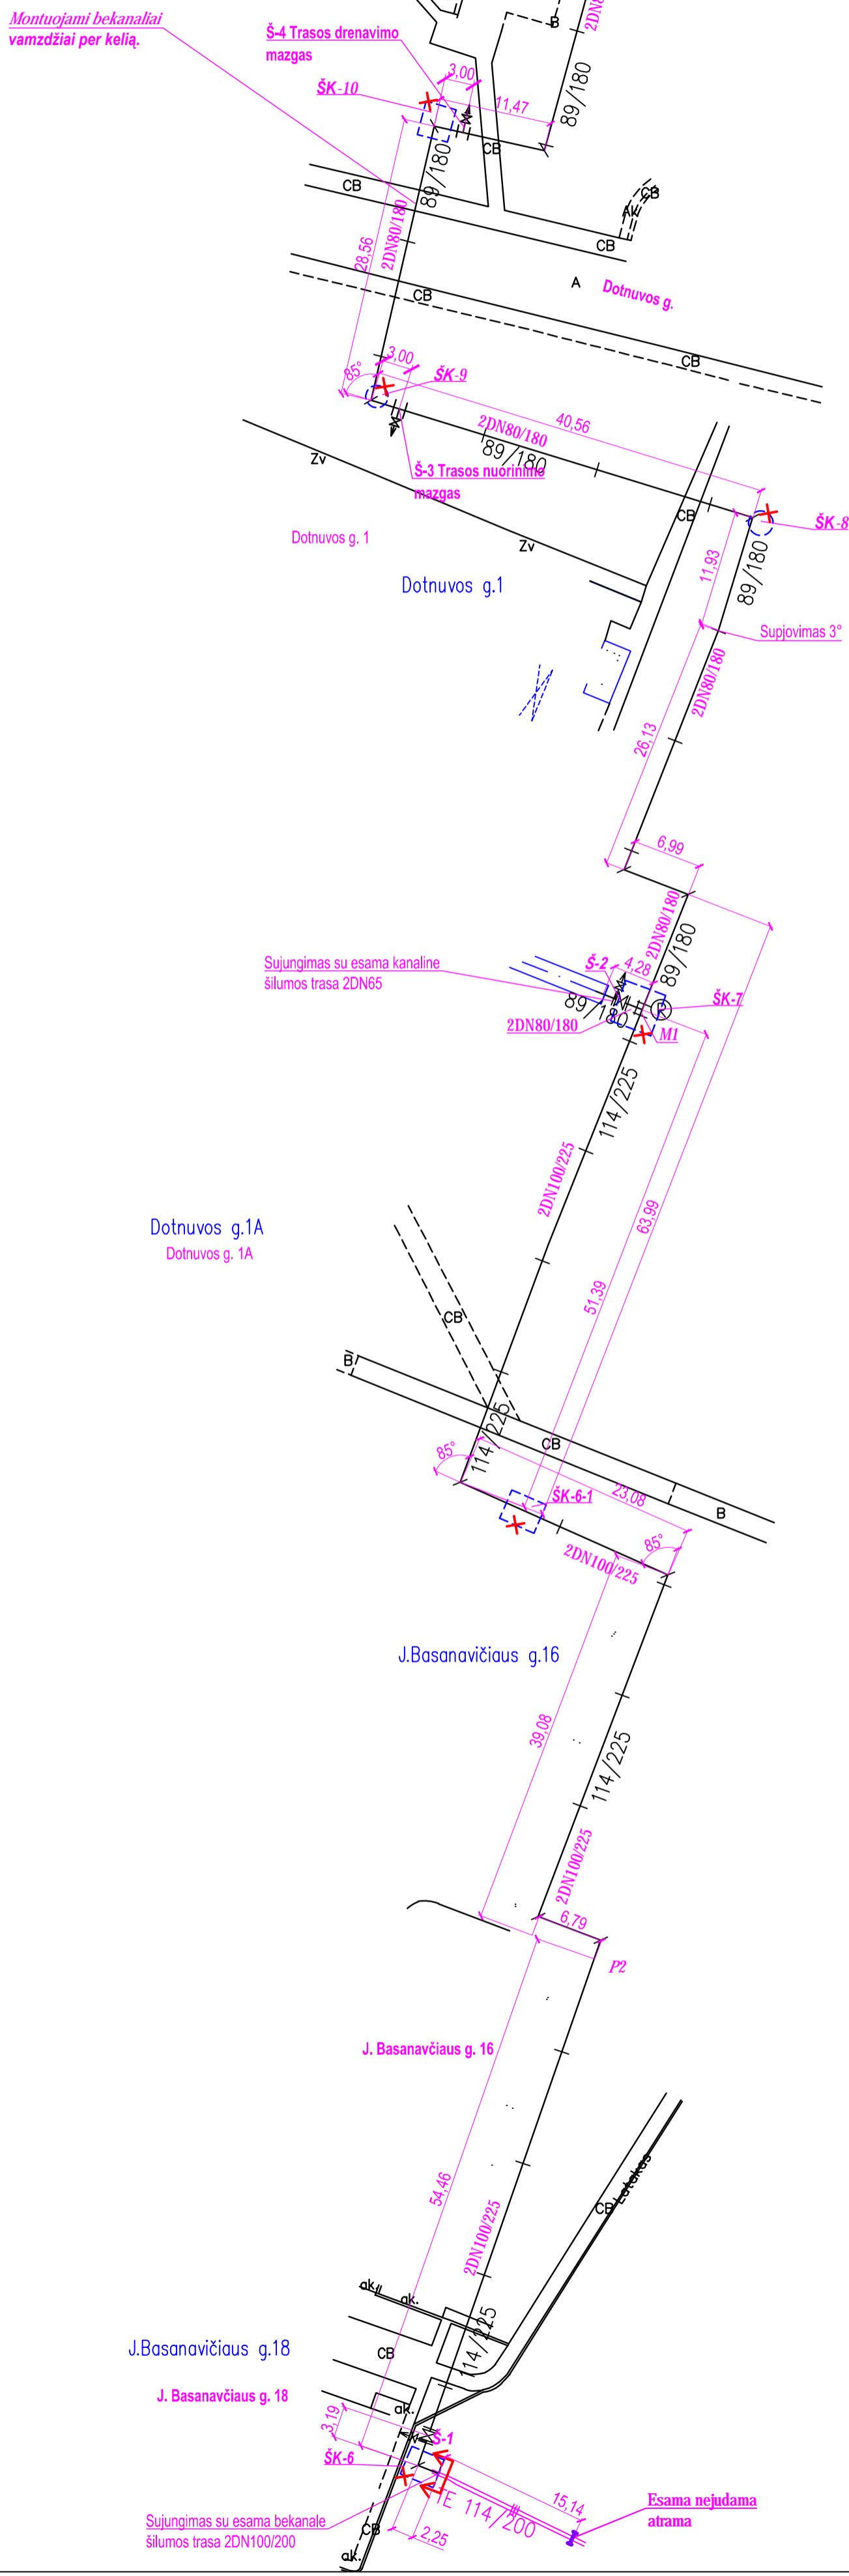 Montuojami bekanaliai
vamzdžiai per kelią.
Š-4 Trasos drenavimo
mazgas
B
2DN8
ŠK-10
3,00
11,47
89/180
CB
89/180
CB
CB
AK
28,56
2DN80/180
CB
A
Dotnuvos g.
CB
CB
3,00
85°
ŠK-9
2DN80/180
40,56
89/180
Zv
Š-3 Trasos nuorinimo
mazgas
CB
ŠK-8
Dotnuvos g. 1
Zv
11,93
89/180
Dotnuvos g.1
Supjovimas 3°
2DN80/180
26,13
6,99
2DN80/180
89/180
Sujungimas su esama kanaline
šilumos trasa 2DN65
Š-2
4,28
89/180
R
ŠK-7
2DN80/180
M1
114/225
2DN100/225
63,99
Dotnuvos g.1A
Dotnuvos g. 1A
51,39
CB
B
114/225
CB
85°
ŠK-6-1
23,08
B
85°
2DN100/225
J.Basanavičiaus g.16
39,08
114/225
2DN100/225
6,79
P2
J. Basanavčiaus g. 16
54,46
CB
Latakas
2DN100/225
ak.
ak.
114/225
J.Basanavičiaus g.18
CB
J. Basanavčiaus g. 18
ak.
3,19
Š-1
ŠK-6
15,14
TE 114/200
Esama nejudama
atrama
Sujungimas su esama bekanale
šilumos trasa 2DN100/200
CB
2,25
ak.